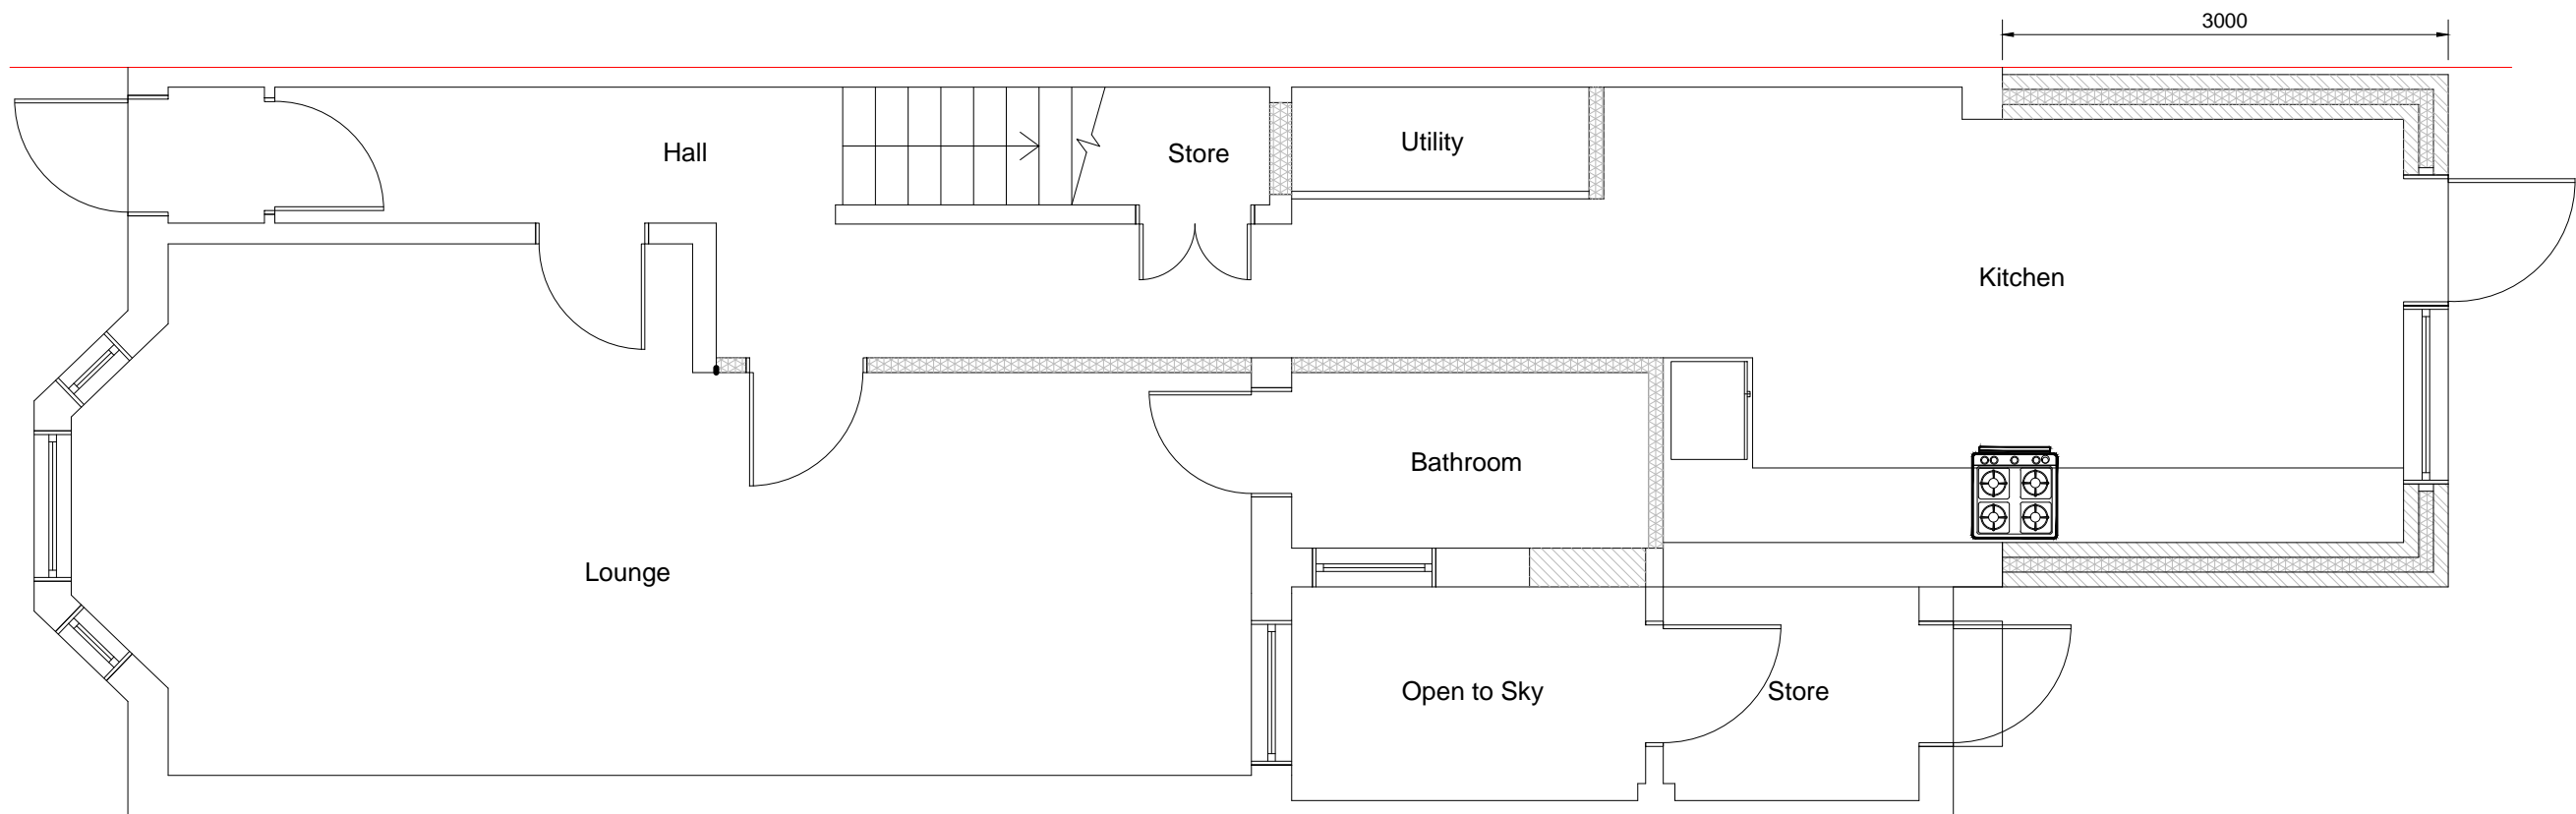 3000
Hall
Store
Utility
Kitchen
Bathroom
Lounge
Open to Sky
Store